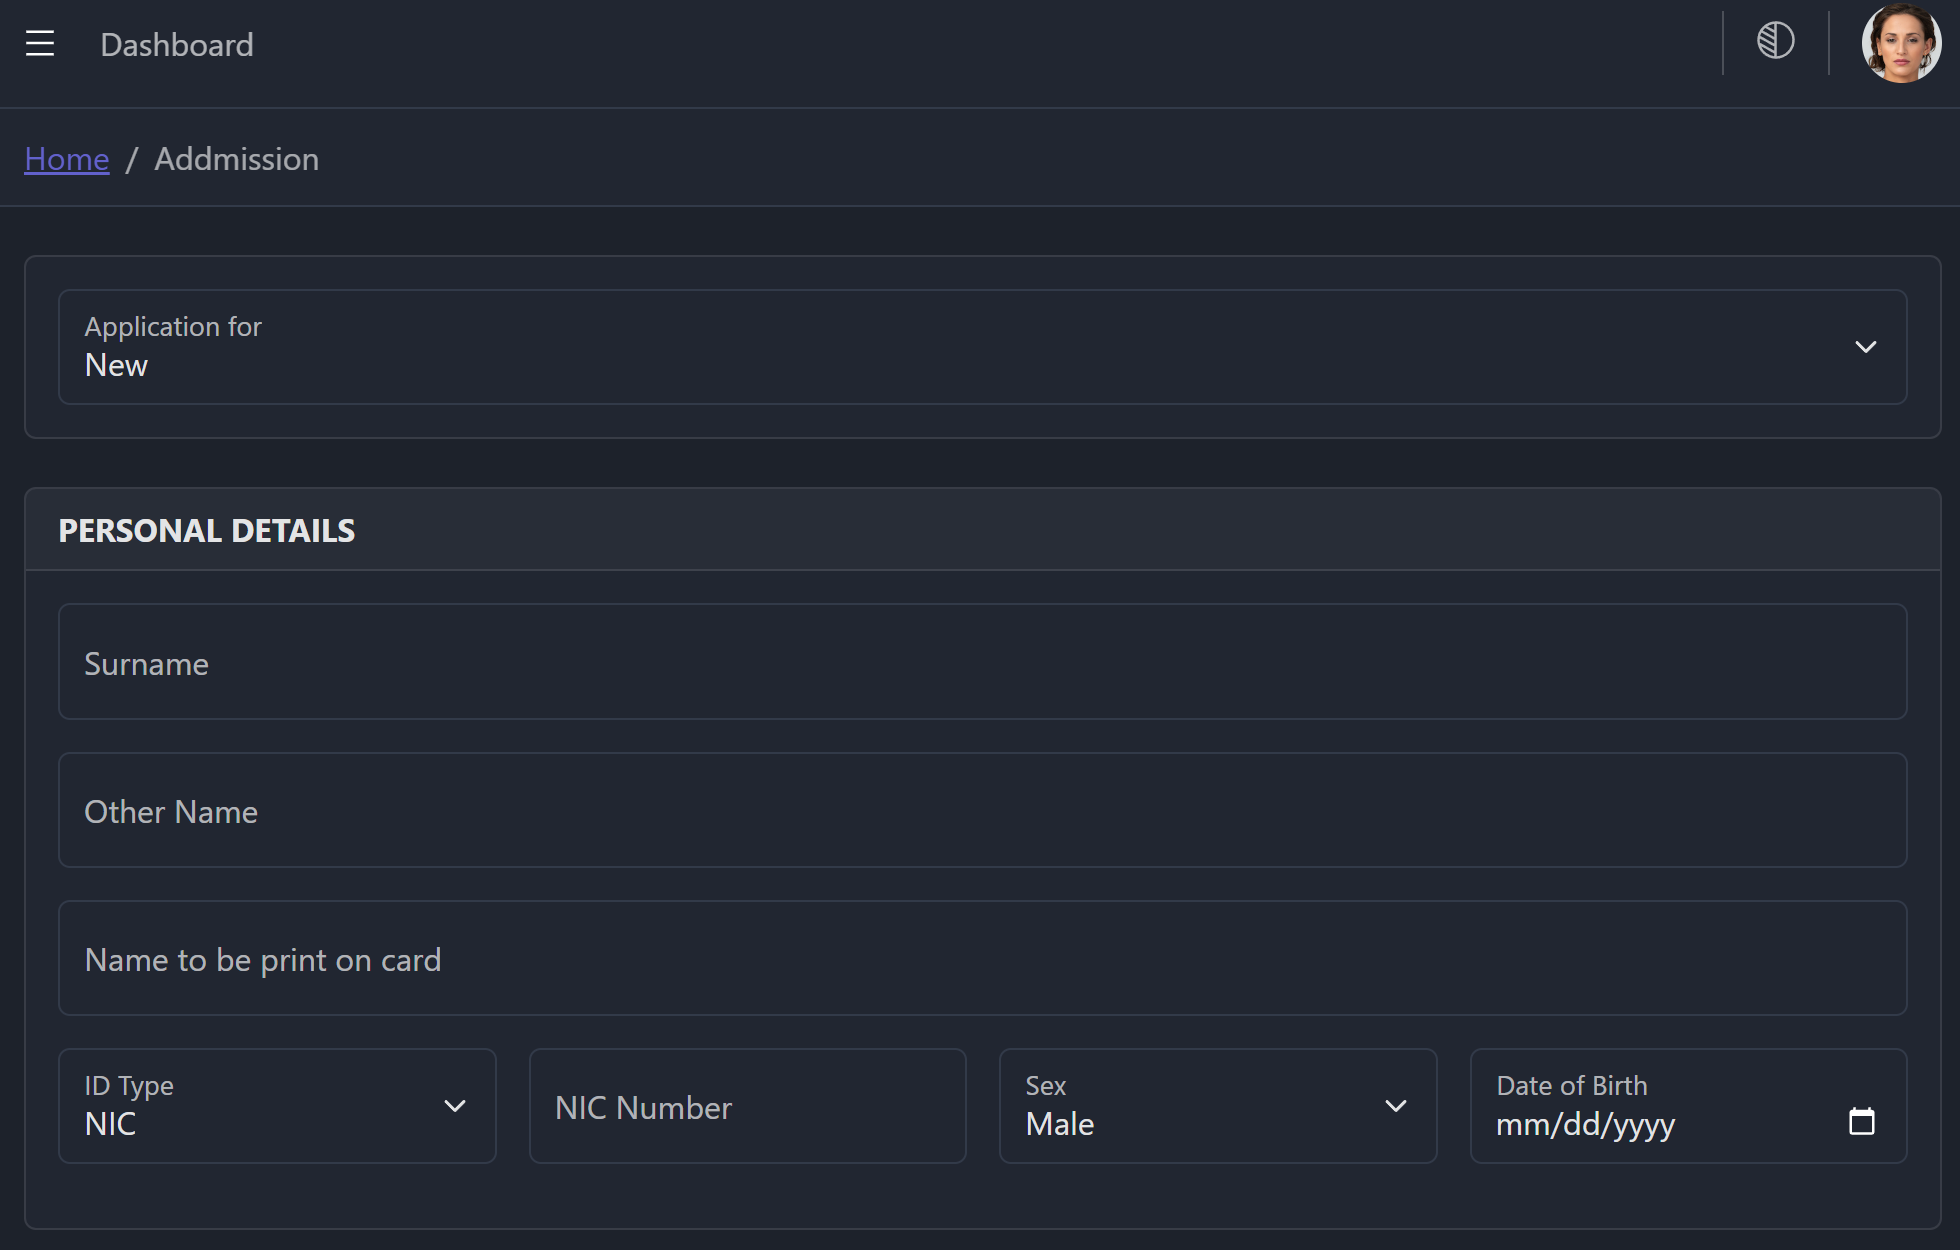 Dashboard
Home / Addmission
Application for
New
PERSONAL DETAILS
Surname
Other Name
Name to be print on card
ID Type
NIC
NIC Number
Sex
Male
Date of Birth
mm/dd/yyyy